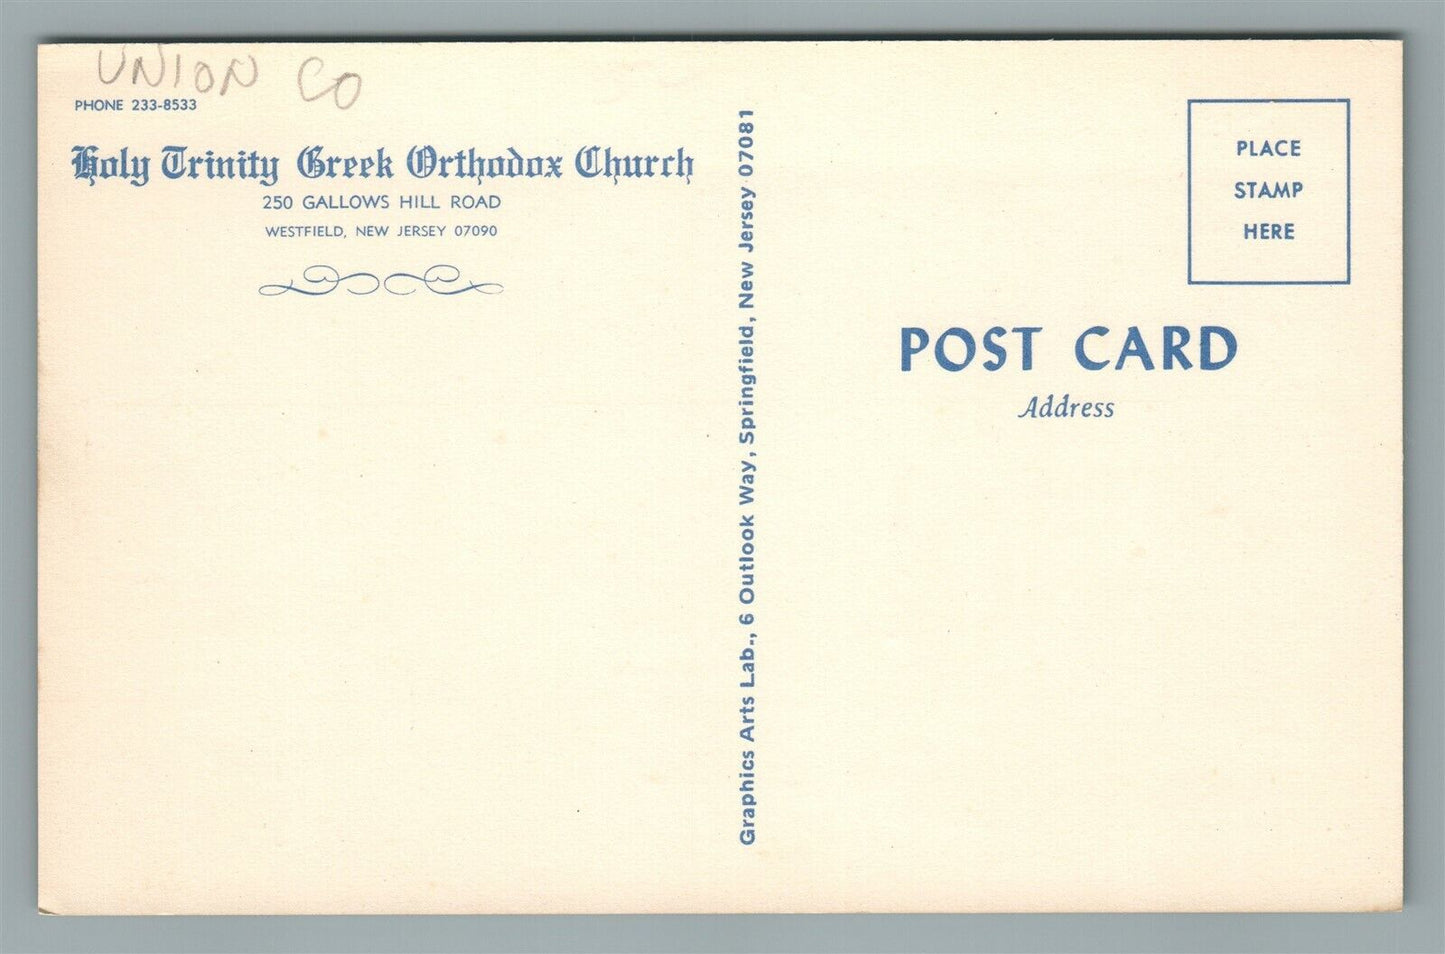 UNION CO
PHONE 233-8533
Holy Trinity Greek Orthodox Church
250 GALLOWS HILL ROAD
WESTFIELD, NEW JERSEY 07090
Graphics Arts Lab., 6 Outlook Way, Springfield, New Jersey 07081
PLACE
STAMP
HERE
POST CARD
Address